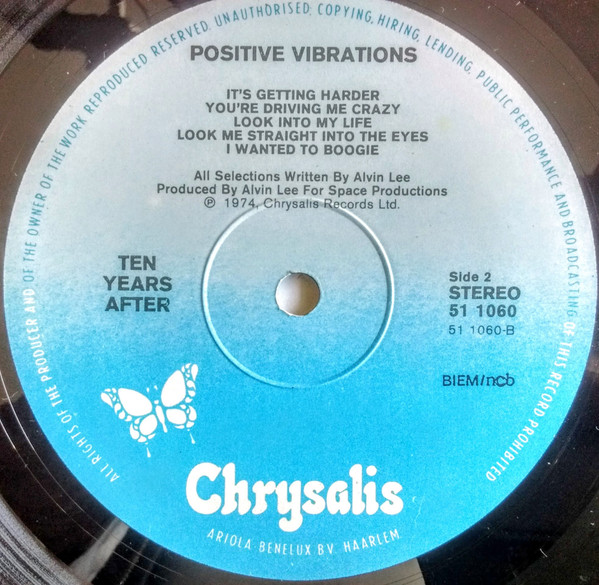 POSITIVE VIBRATIONS
IT'S GETTING HARDER
YOU'RE DRIVING ME CRAZY
LOOK INTO MY LIFE
LOOK ME STRAIGHT INTO THE EYES
I WANTED TO BOOGIE
All Selections Written By Alvin Lee
Produced By Alvin Lee For Space Productions
℗ 1974, Chrysalis Records Ltd.
TEN
YEARS
AFTER
Side 2
STEREO
51 1060
51 1060-B
BIEM/ncb
Chrysalis
ARIOLA BENELUX B.V. HAARLEM
ALL RIGHTS OF THE PRODUCER AND OF THE OWNER OF THE WORK REPRODUCED RESERVED. UNAUTHORISED, COPYING, HIRING, LENDING, PUBLIC PERFORMANCE AND BROADCASTING OF THIS RECORD PROHIBITED